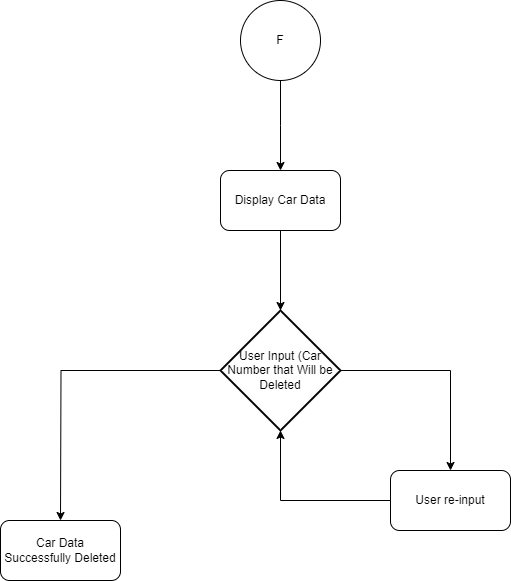 F
Display Car Data
User Input (Car
Number that Will be
Deleted
User re-input
Car Data
Successfully Deleted